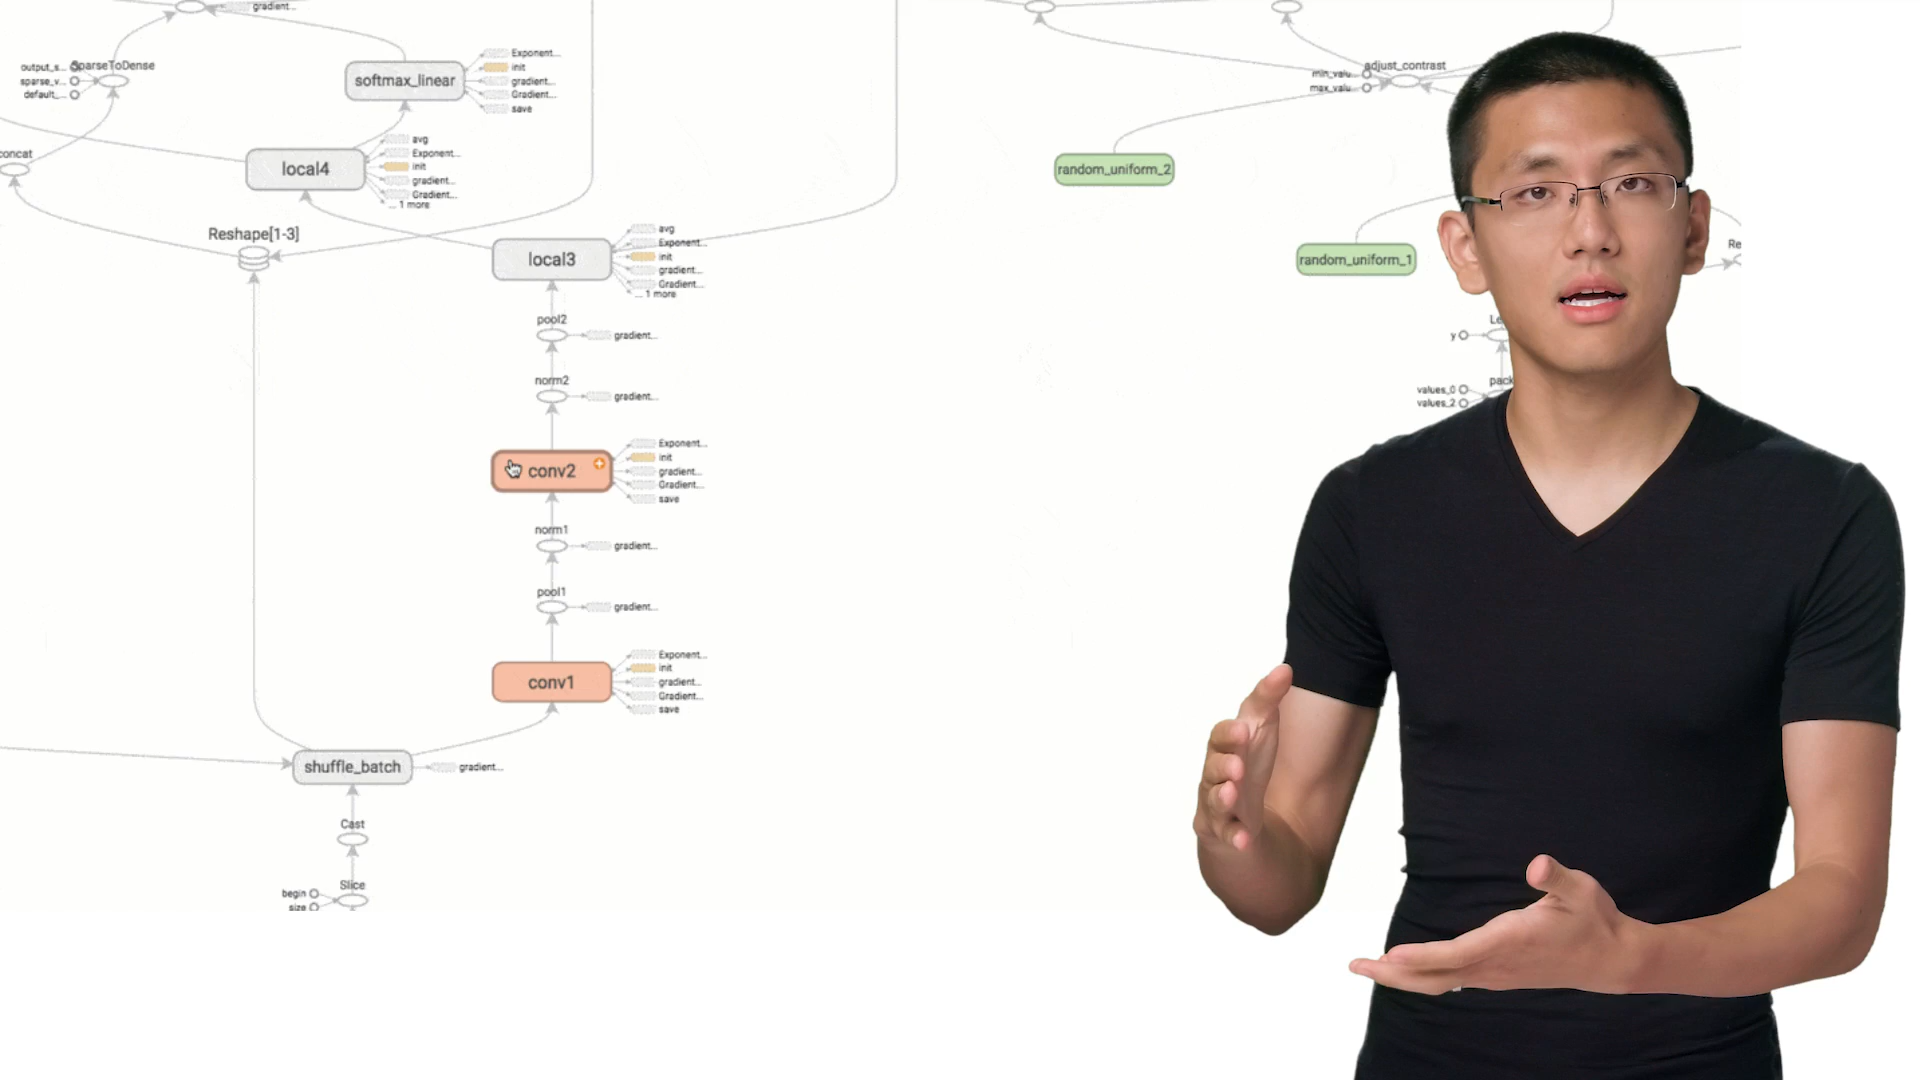 gradient...
output_s...
SparseToDense
sparse_v...
default_...
softmax_linear
Exponent...
init
gradient...
Gradient...
save
concat
local4
avg
Exponent...
init
gradient...
Gradient...
... 1 more
Reshape[1-3]
local3
avg
Exponent...
init
gradient...
Gradient...
... 1 more
pool2
gradient...
norm2
gradient...
conv2
Exponent...
init
gradient...
Gradient...
save
norm1
gradient...
pool1
gradient...
conv1
Exponent...
init
gradient...
Gradient...
save
shuffle_batch
gradient...
Cast
Slice
begin
size
adjust_contrast
min_valu...
max_valu...
random_uniform_2
random_uniform_1
Re
y
Le
pack
values_0
values_2